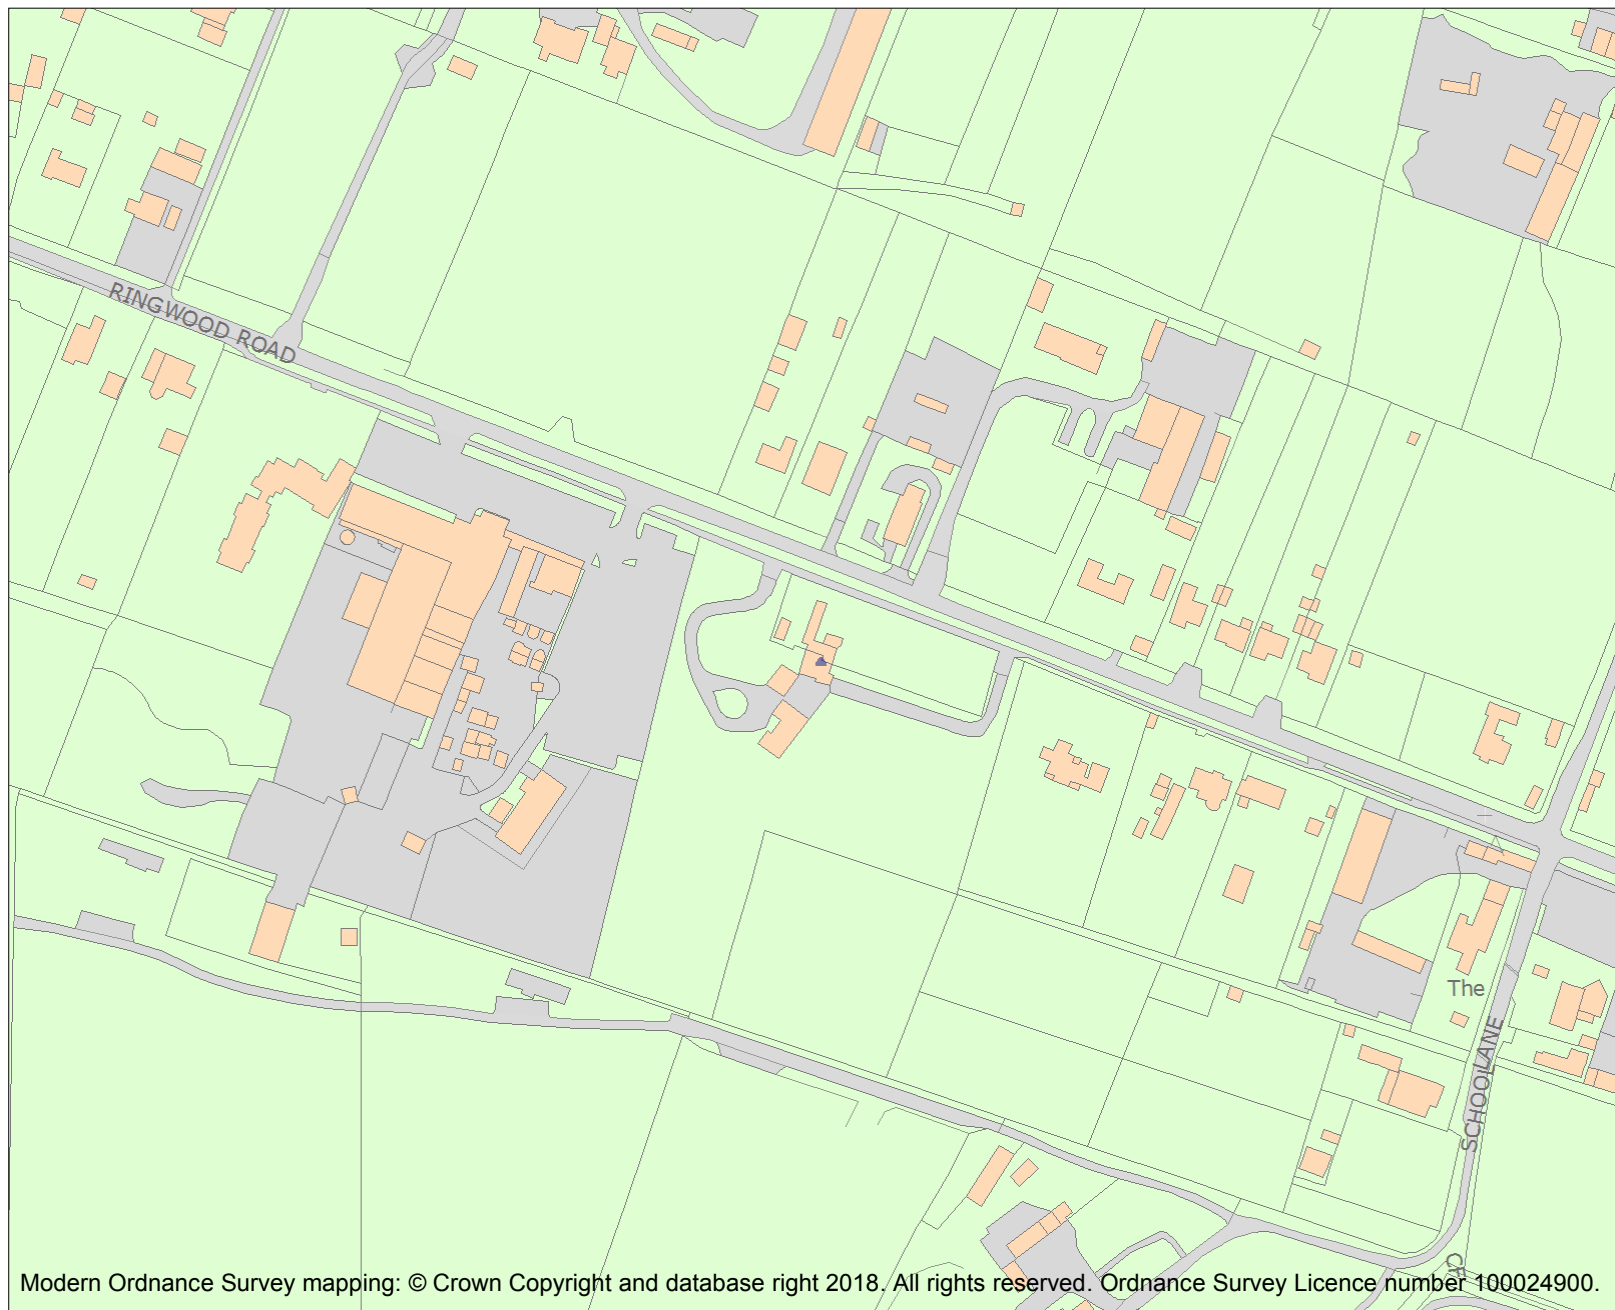 RINGWOOD ROAD
The
SCHOOL LANE
Modern Ordnance Survey mapping: © Crown Copyright and database right 2018. All rights reserved. Ordnance Survey Licence number 100024900.